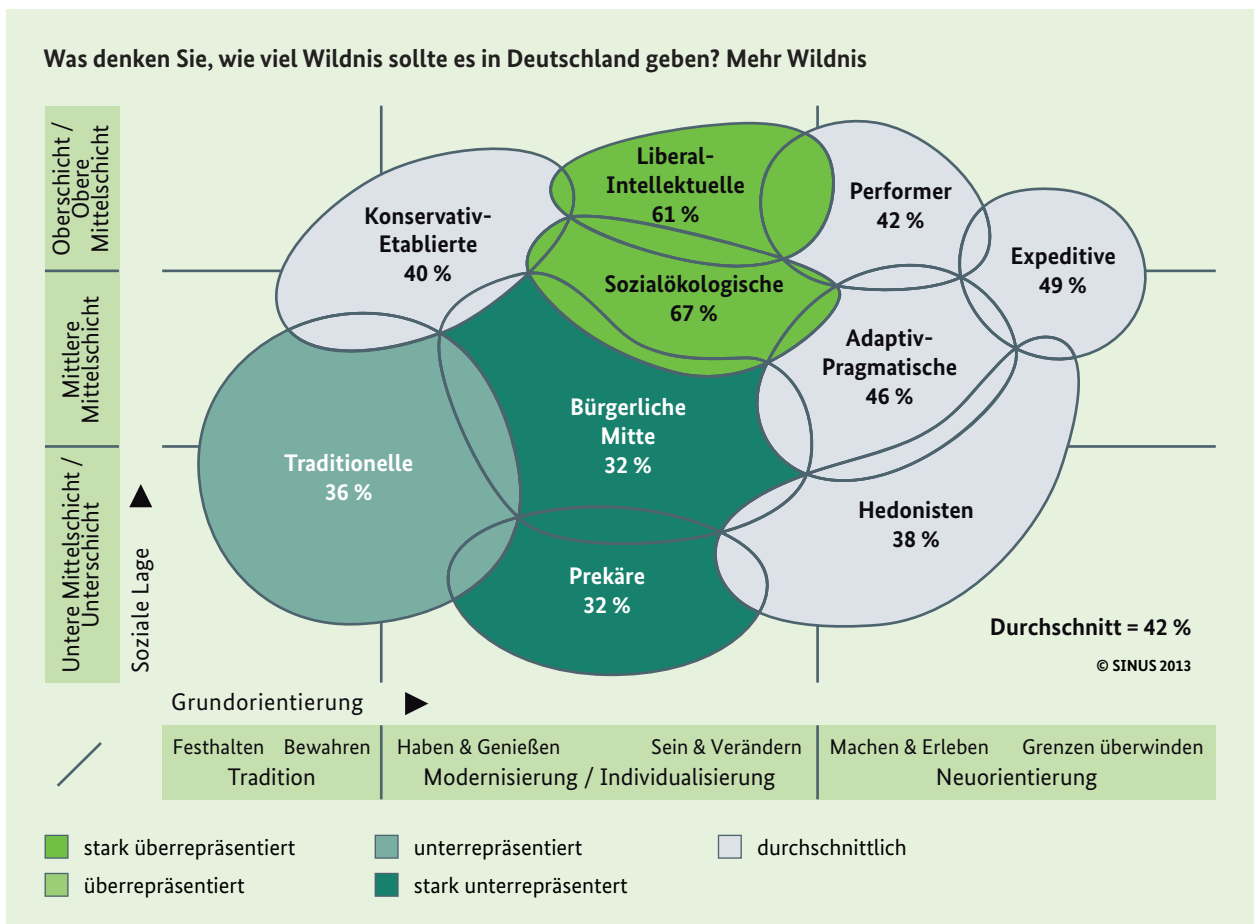 Was denken Sie, wie viel Wildnis sollte es in Deutschland geben? Mehr Wildnis
Oberschicht /
Obere
Mittelschicht
Mittlere
Mittelschicht
Untere Mittelschicht /
Unterschicht
Soziale Lage
Konservativ-
Etablierte
40 %
Liberal-
Intellektuelle
61 %
Performer
42 %
Expeditive
49 %
Sozialökologische
67 %
Adaptiv-
Pragmatische
46 %
Bürgerliche
Mitte
32 %
Traditionelle
36 %
Hedonisten
38 %
Prekäre
32 %
Durchschnitt = 42 %
© SINUS 2013
Grundorientierung
Festhalten Bewahren
Tradition
Haben & Genießen Sein & Verändern
Modernisierung / Individualisierung
Machen & Erleben Grenzen überwinden
Neuorientierung
stark überrepräsentiert
überrepräsentiert
unterrepräsentiert
stark unterrepräsentert
durchschnittlich